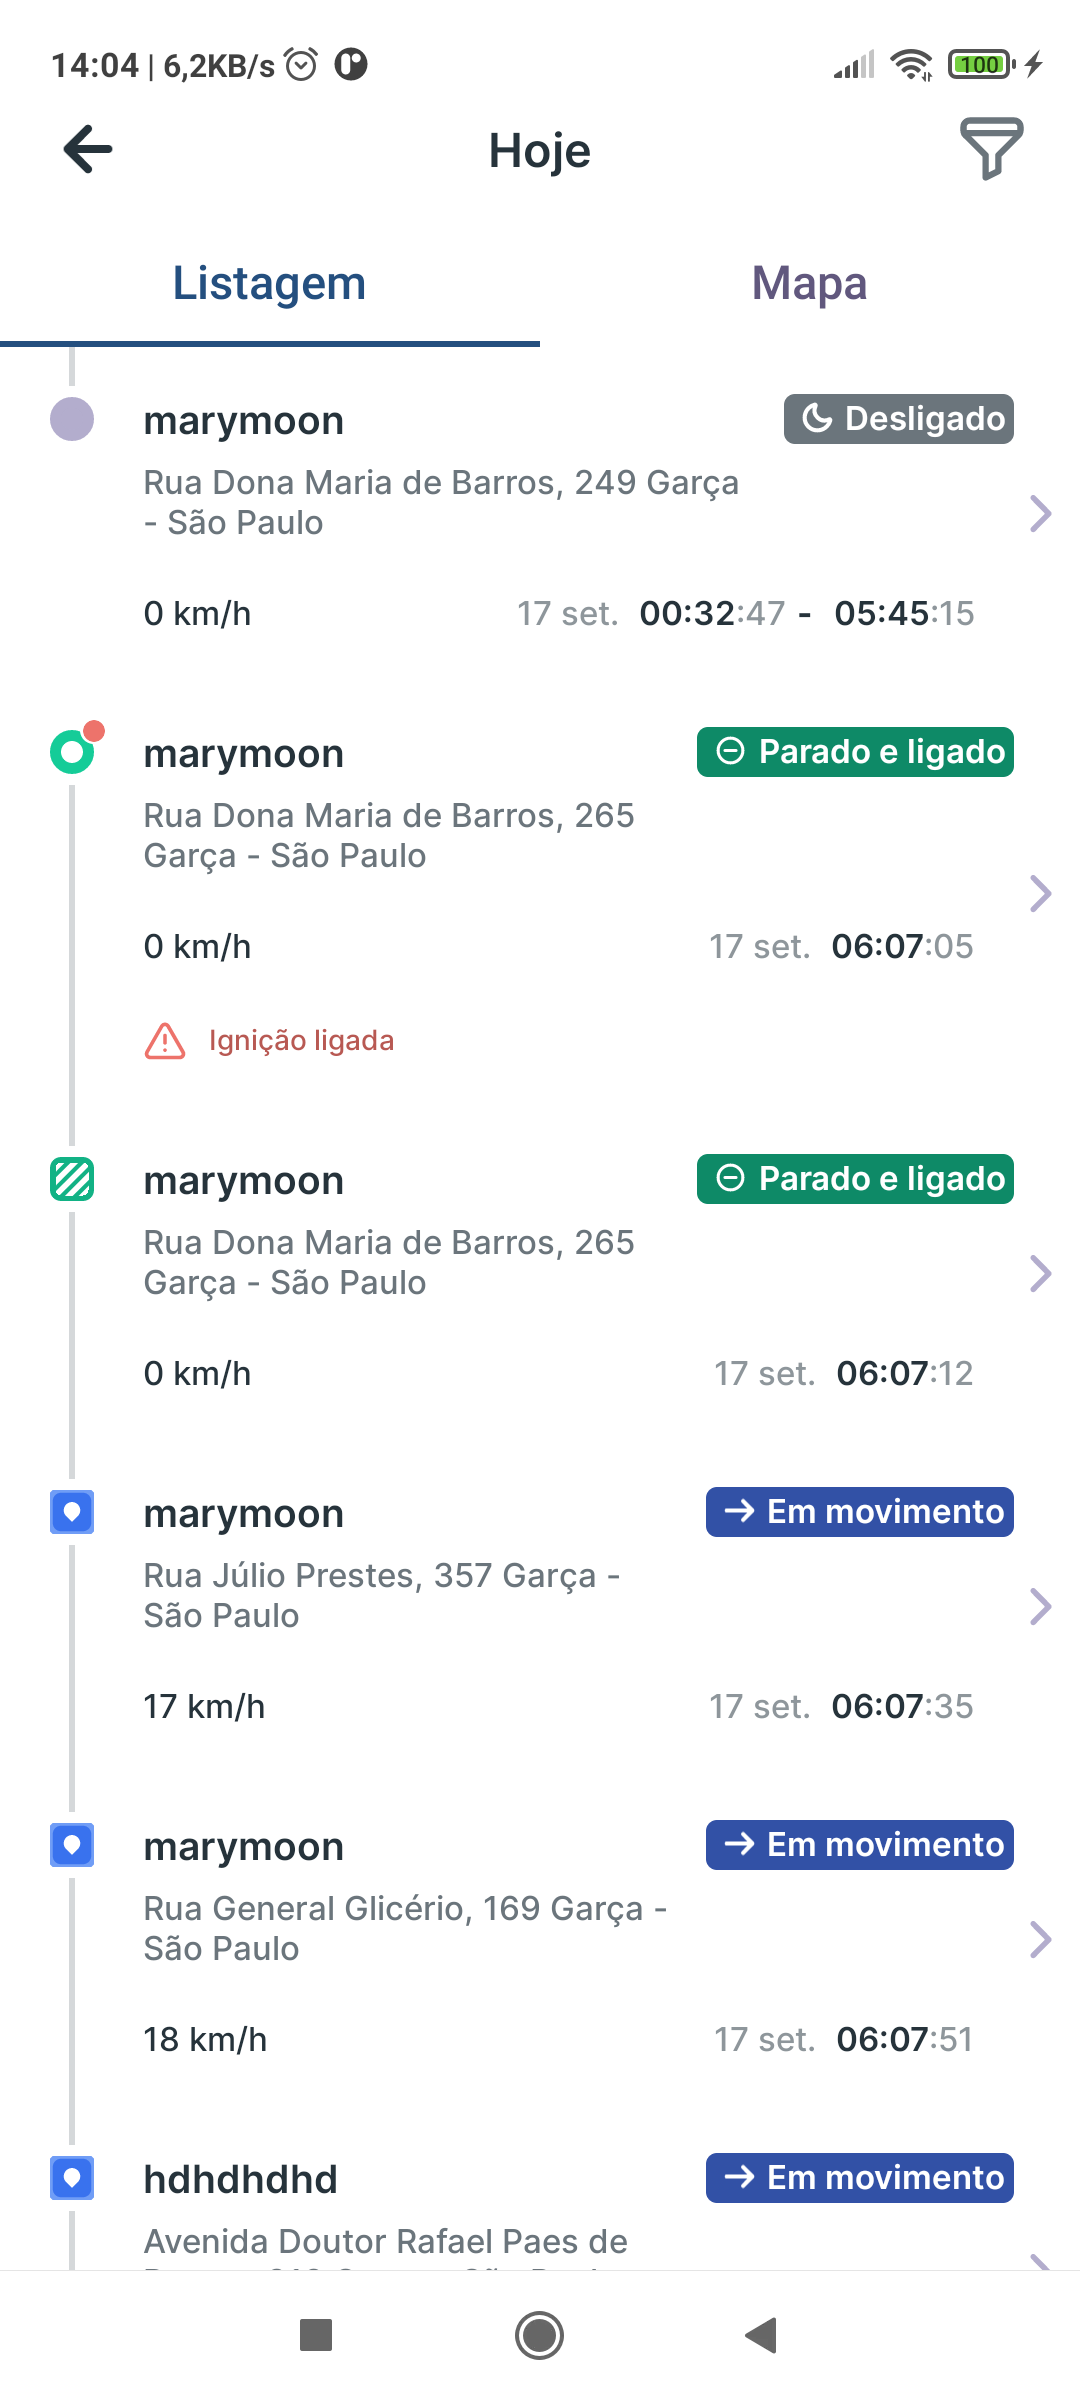 14:04 | 6,2KB/s
100
Hoje
Listagem
Mapa
marymoon
Desligado
Rua Dona Maria de Barros, 249 Garça
- São Paulo
0 km/h
17 set. 00:32:47 - 05:45:15
marymoon
Parado e ligado
Rua Dona Maria de Barros, 265
Garça - São Paulo
0 km/h
17 set. 06:07:05
Ignição ligada
marymoon
Parado e ligado
Rua Dona Maria de Barros, 265
Garça - São Paulo
0 km/h
17 set. 06:07:12
marymoon
Em movimento
Rua Júlio Prestes, 357 Garça -
São Paulo
17 km/h
17 set. 06:07:35
marymoon
Em movimento
Rua General Glicério, 169 Garça -
São Paulo
18 km/h
17 set. 06:07:51
hdhdhdhd
Em movimento
Avenida Doutor Rafael Paes de